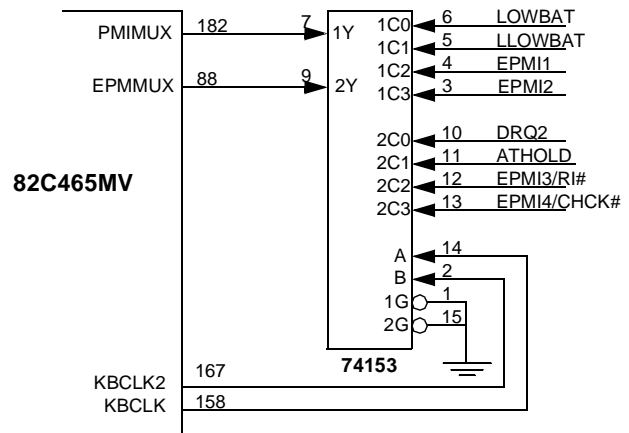 PMIMUX 182 7 1Y 1C0 6 LOWBAT
1C1 5 LLOWBAT
1C2 4 EPMI1
EPMMUX 88 9 2Y 1C3 3 EPMI2
2C0 10 DRQ2
2C1 11 ATHOLD
82C465MV 2C2 12 EPMI3/RI#
2C3 13 EPMI4/CHCK#
A 14
B 2
1G 1
2G 15
74153
KBCLK2 167
KBCLK 158